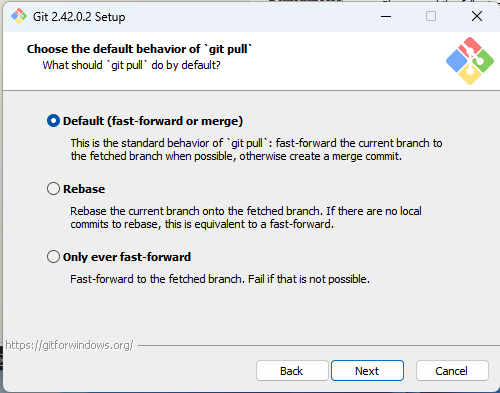 Git 2.42.0.2 Setup
Choose the default behavior of `git pull`
What should `git pull` do by default?
Default (fast-forward or merge)
This is the standard behavior of `git pull`: fast-forward the current branch to
the fetched branch when possible, otherwise create a merge commit.
Rebase
Rebase the current branch onto the fetched branch. If there are no local
commits to rebase, this is equivalent to a fast-forward.
Only ever fast-forward
Fast-forward to the fetched branch. Fail if that is not possible.
https://gitforwindows.org/
Back
Next
Cancel